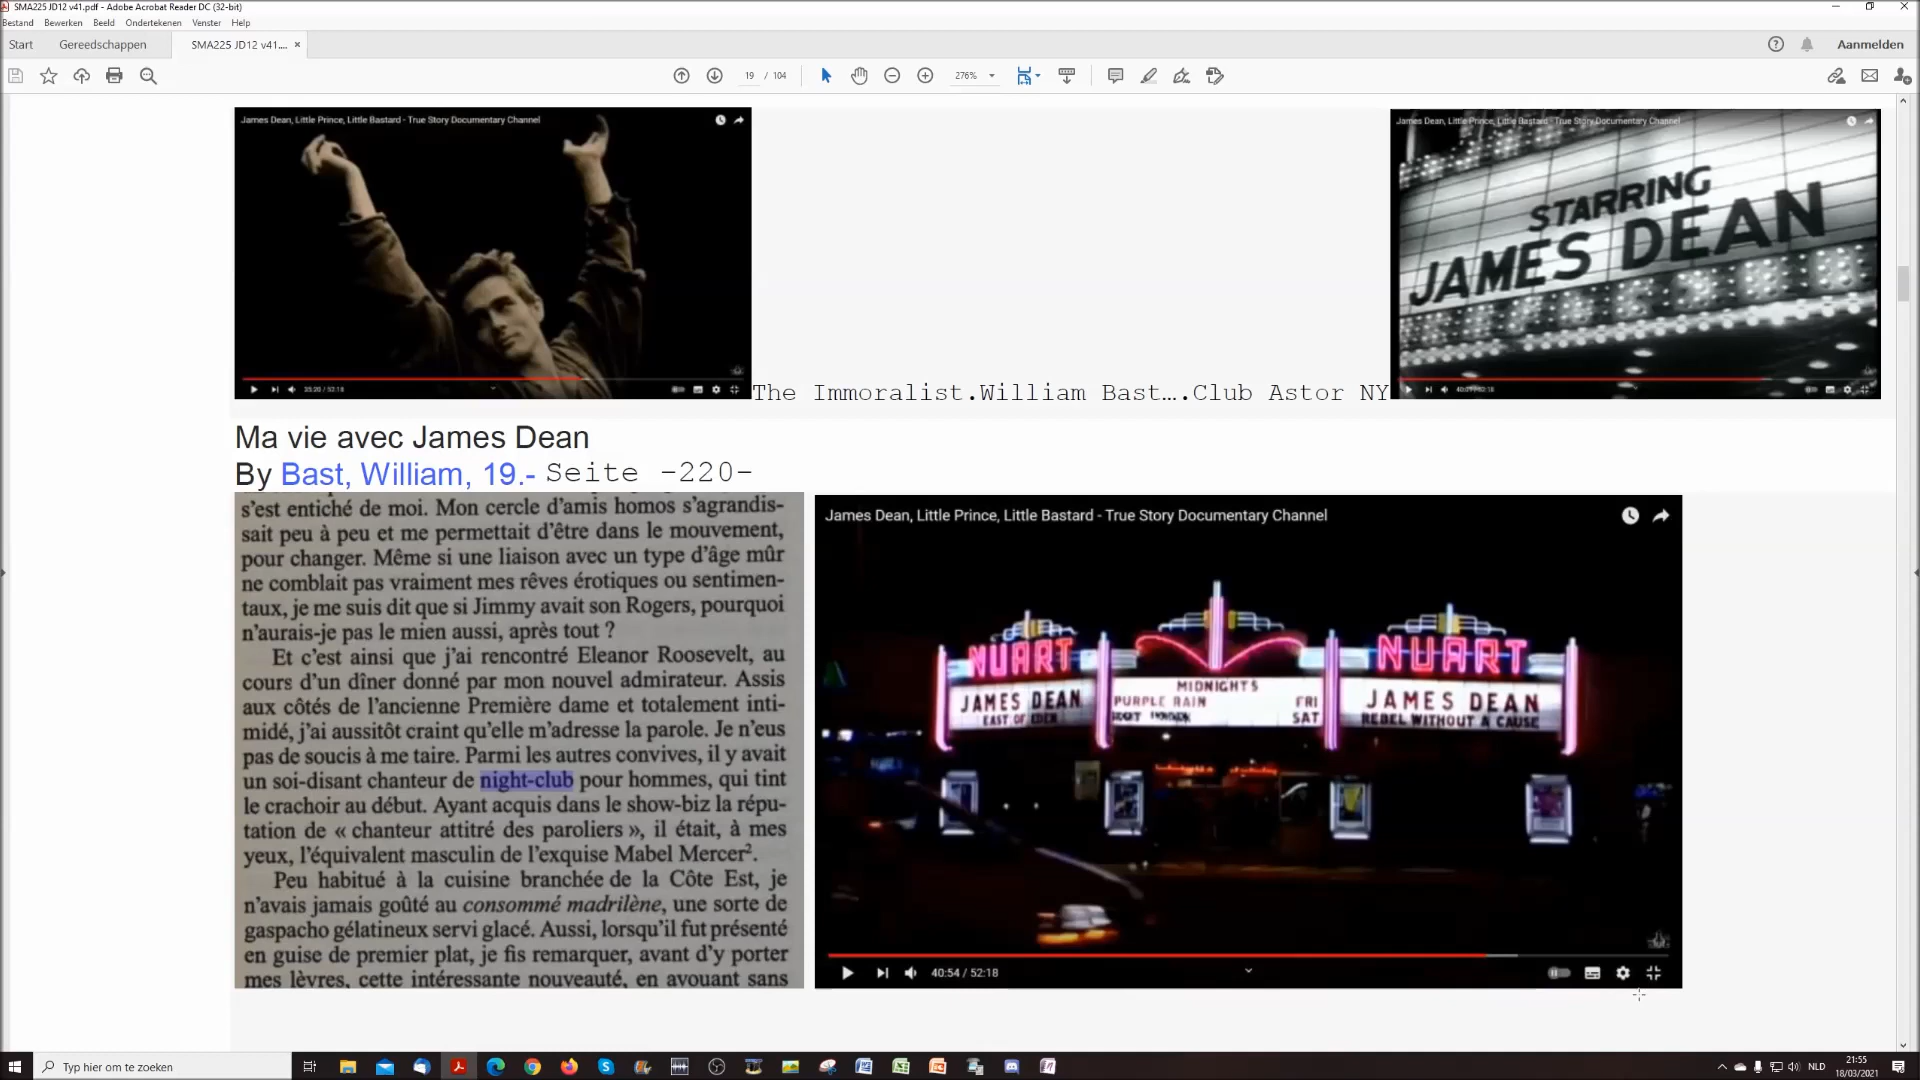 SMA225 JD12 v41.pdf - Adobe Acrobat Reader DC (32-bit)
Bestand Bewerken Beeld Ondertekenen Venster Help
Start Gereedschappen SMA225 JD12 v41.... × Aanmelden
19 / 104 276%
James Dean, Little Prince, Little Bastard - True Story Documentary Channel
James Dean, Little Prince, Little Bastard - True Story Documentary Channel
STARRING
JAMES DEAN
/ 52:18
/ 52:18
The Immoralist.William Bast….Club Astor NY
Ma vie avec James Dean
By Bast, William, 19.- Seite -220-
s'est entiché de moi. Mon cercle d'amis homos s'agrandis-
sait peu à peu et me permettait d'être dans le mouvement,
pour changer. Même si une liaison avec un type d'âge mûr
ne comblait pas vraiment mes rêves érotiques ou sentimen-
taux, je me suis dit que si Jimmy avait son Rogers, pourquoi
n'aurais-je pas le mien aussi, après tout ?
Et c'est ainsi que j'ai rencontré Eleanor Roosevelt, au
cours d'un dîner donné par mon nouvel admirateur. Assis
aux côtés de l'ancienne Première dame et totalement inti-
midé, j'ai aussitôt craint qu'elle m'adresse la parole. Je n'eus
pas de soucis à me taire. Parmi les autres convives, il y avait
un soi-disant chanteur de night-club pour hommes, qui tint
le crachoir au début. Ayant acquis dans le show-biz la répu-
tation de « chanteur attitré des paroliers », il était, à mes
yeux, l'équivalent masculin de l'exquise Mabel Mercer².
Peu habitué à la cuisine branchée de la Côte Est, je
n'avais jamais goûté au consommé madrilène, une sorte de
gaspacho gélatineux servi glacé. Aussi, lorsqu'il fut présenté
en guise de premier plat, je fis remarquer, avant d'y porter
mes lèvres, cette intéressante nouveauté, en avouant sans
James Dean, Little Prince, Little Bastard - True Story Documentary Channel
NUART NUART
JAMES DEAN
EAST OF EDEN
MIDNIGHTS
PURPLE RAIN FRI
SAT
JAMES DEAN
REBEL WITHOUT A CAUSE
40:54 / 52:18
Typ hier om te zoeken
NLD
21:55
18/03/2021